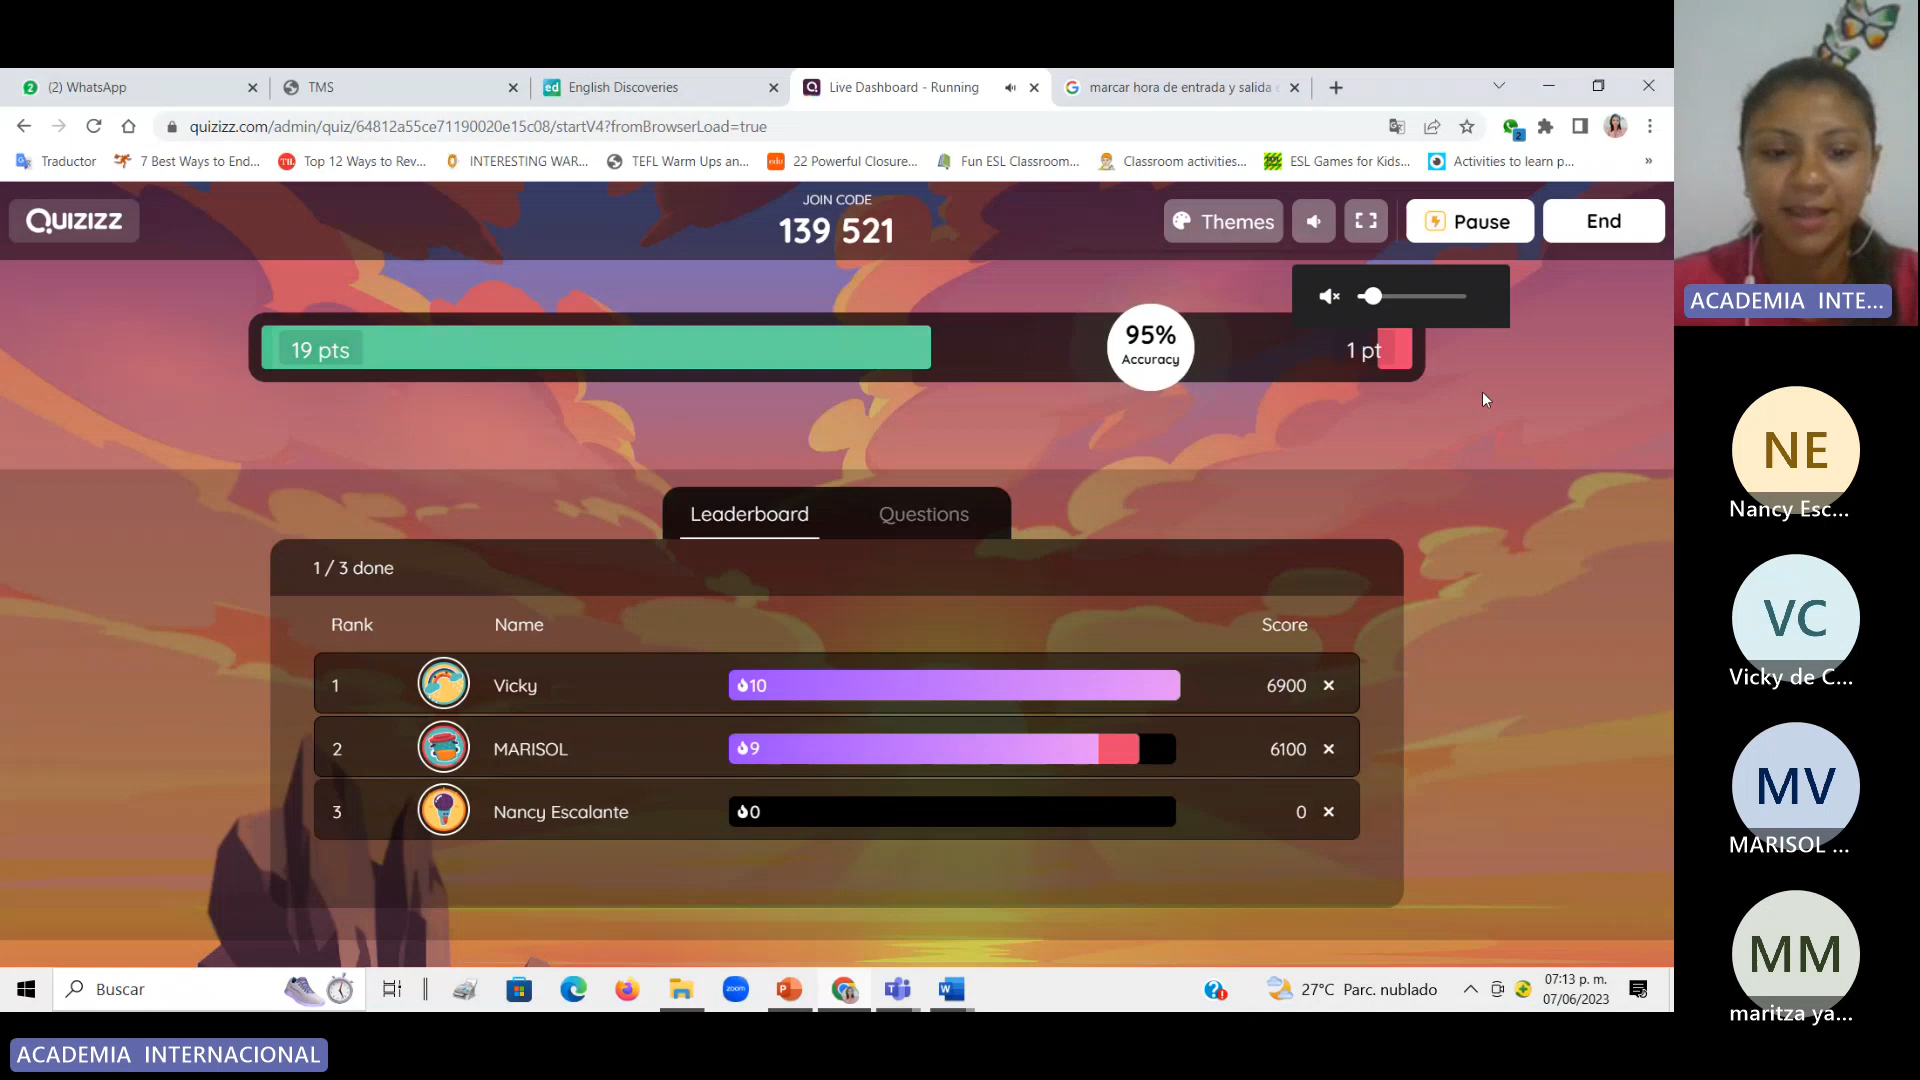 2 (2) WhatsApp
TMS
ed English Discoveries
Live Dashboard - Running
marcar hora de entrada y salida
quizizz.com/admin/quiz/64812a55ce71190020e15c08/startV4?fromBrowserLoad=true
2
Traductor
7 Best Ways to End...
Top 12 Ways to Rev...
INTERESTING WAR...
TEFL Warm Ups an...
22 Powerful Closure...
Fun ESL Classroom...
Classroom activities...
ESL Games for Kids...
Activities to learn p...
»
Quizizz
JOIN CODE
139 521
Themes
Pause
End
19 pts
95%
Accuracy
1 pt
Leaderboard
Questions
1 / 3 done
Rank
Name
Score
1 Vicky 10 6900
2 MARISOL 9 6100
3 Nancy Escalante 0 0
Buscar
zoom
27°C Parc. nublado
07:13 p. m.
07/06/2023
ACADEMIA INTERNACIONAL
ACADEMIA INTE...
NE
Nancy Esc...
VC
Vicky de C...
MV
MARISOL ...
MM
maritza ya...